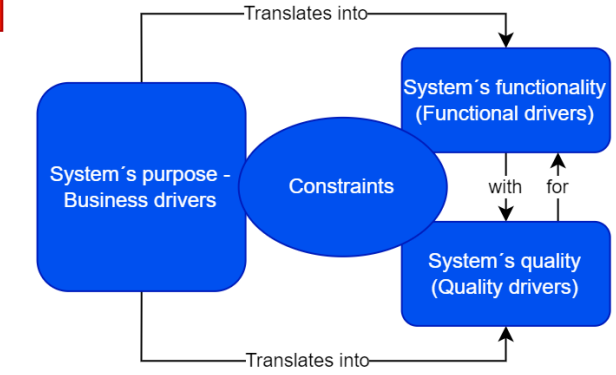 Translates into
System´s functionality
(Functional drivers)
System´s purpose -
Business drivers
Constraints
with for
System´s quality
(Quality drivers)
Translates into